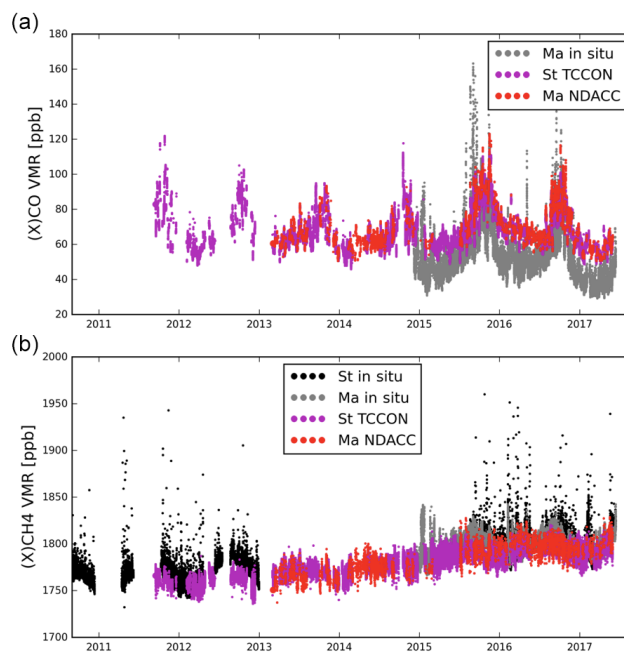 (a)
(X)CO VMR [ppb]
180
160
140
120
100
80
60
40
20
Ma in situ
St TCCON
Ma NDACC
2011 2012 2013 2014 2015 2016 2017
(b)
(X)CH4 VMR [ppb]
2000
1950
1900
1850
1800
1750
1700
St in situ
Ma in situ
St TCCON
Ma NDACC
2011 2012 2013 2014 2015 2016 2017